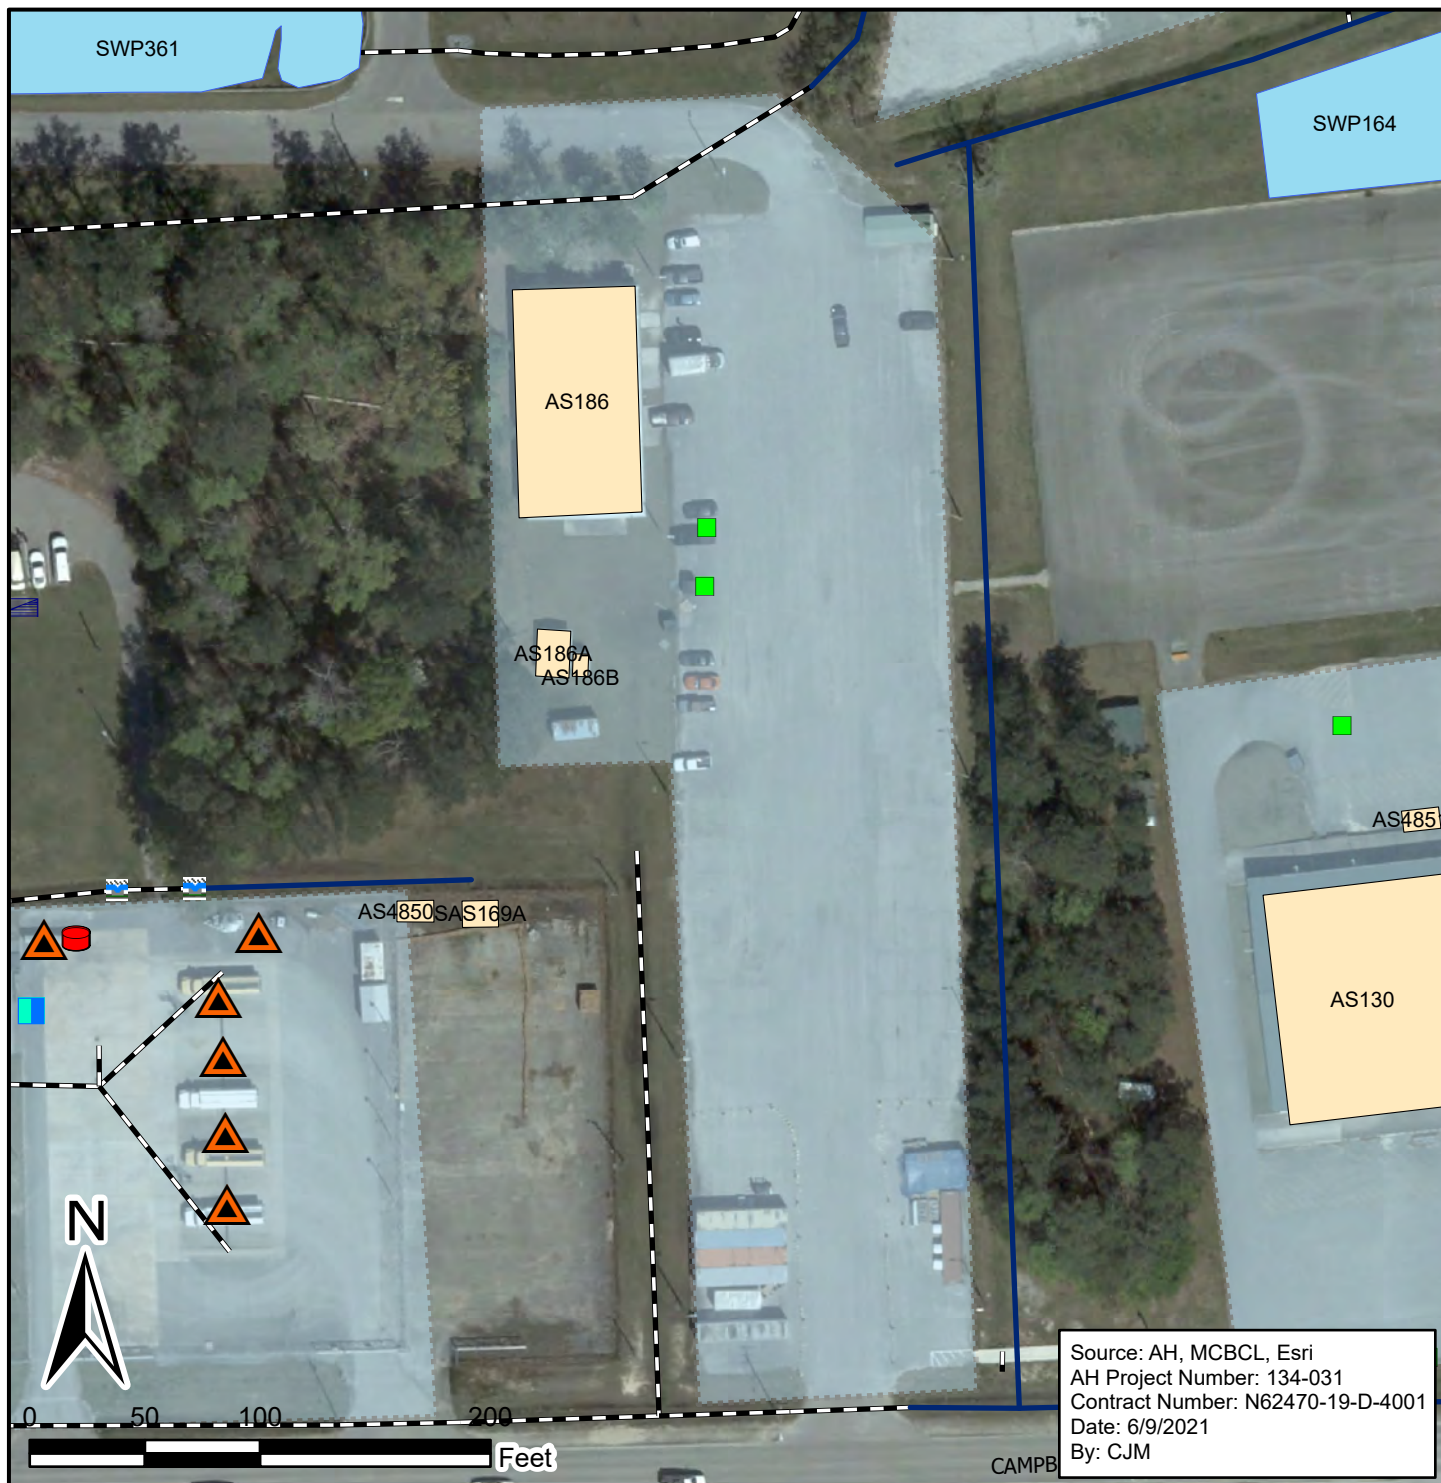 SWP361
SWP164
AS186
AS186A
AS186B
AS485
AS4850
SAS169A
AS130
N
0 50 100 200
Feet
CAMPB
Source: AH, MCBCL, Esri
AH Project Number: 134-031
Contract Number: N62470-19-D-4001
Date: 6/9/2021
By: CJM